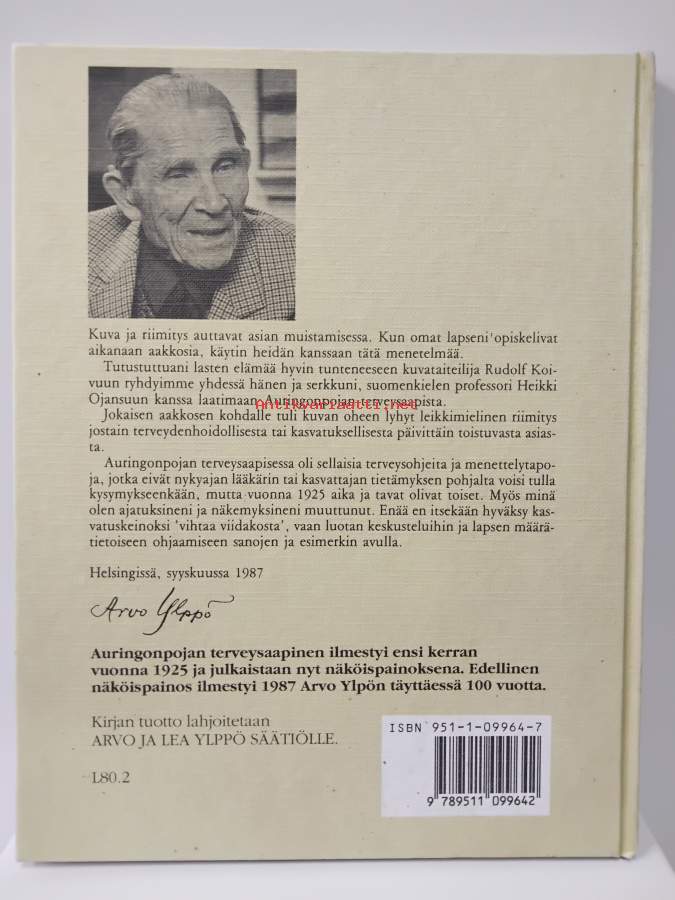 Kuva ja riimitys auttavat asian muistamisessa. Kun omat lapseni opiskelivat
aikanaan aakkosia, käytin heidän kanssaan tätä menetelmää.
Tutustuttuani lasten elämää hyvin tunteneeseen kuvataiteilija Rudolf Koi-
vuun ryhdyimme yhdessä hänen ja serkkuni, suomenkielen professori Heikki
Ojansuun kanssa laatimaan Auringonpojan terveysaapista.
Antikvariaatti.net
Jokaisen aakkosen kohdalle tuli kuvan oheen lyhyt leikkimielinen riimitys
jostain terveydenhoidollisesta tai kasvatuksellisesta päivittäin toistuvasta asias-
ta.
Auringonpojan terveysaapisessa oli sellaisia terveysohjeita ja menettelytapo-
ja, jotka eivät nykyajan lääkärin tai kasvattajan tietämyksen pohjalta voisi tulla
kysymykseenkään, mutta vuonna 1925 aika ja tavat olivat toiset. Myös minä
olen ajatuksineni ja näkemyksineni muuttunut. Enää en itsekään hyväksy kas-
vatuskeinoksi 'vihtaa viidakosta', vaan luotan keskusteluihin ja lapsen määrä-
tietoiseen ohjaamiseen sanojen ja esimerkin avulla.
Helsingissä, syyskuussa 1987
Arvo Ylppö
Auringonpojan terveysaapinen ilmestyi ensi kerran
vuonna 1925 ja julkaistaan nyt näköispainoksena. Edellinen
näköispainos ilmestyi 1987 Arvo Ylpön täyttäessä 100 vuotta.
Kirjan tuotto lahjoitetaan
ARVO JA LEA YLPPÖ SÄÄTIÖLLE.
L80.2
ISBN 951-1-09964-7
9 789511 099642